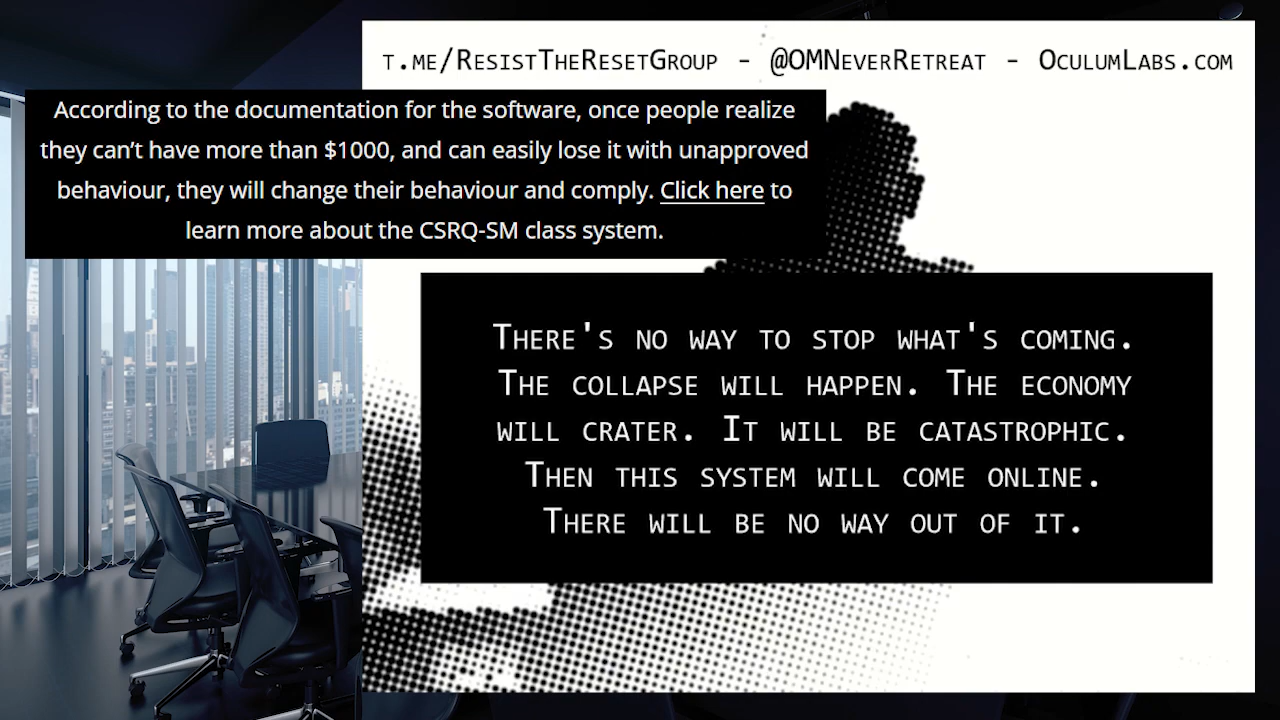 t.me/ResistTheResetGroup - @OMNeverRetreat - OculumLabs.com
According to the documentation for the software, once people realize
they can’t have more than $1000, and can easily lose it with unapproved
behaviour, they will change their behaviour and comply. Click here to
learn more about the CSRQ-SM class system.
There's no way to stop what's coming.
The collapse will happen. The economy
will crater. It will be catastrophic.
Then this system will come online.
There will be no way out of it.